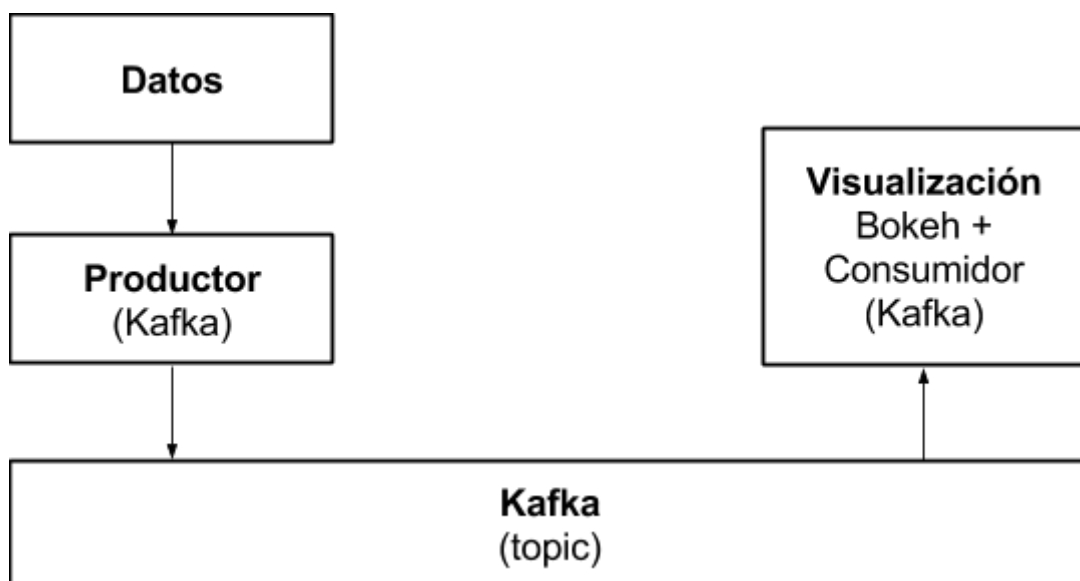 Datos
Productor
(Kafka)
Visualización
Bokeh +
Consumidor
(Kafka)
Kafka
(topic)